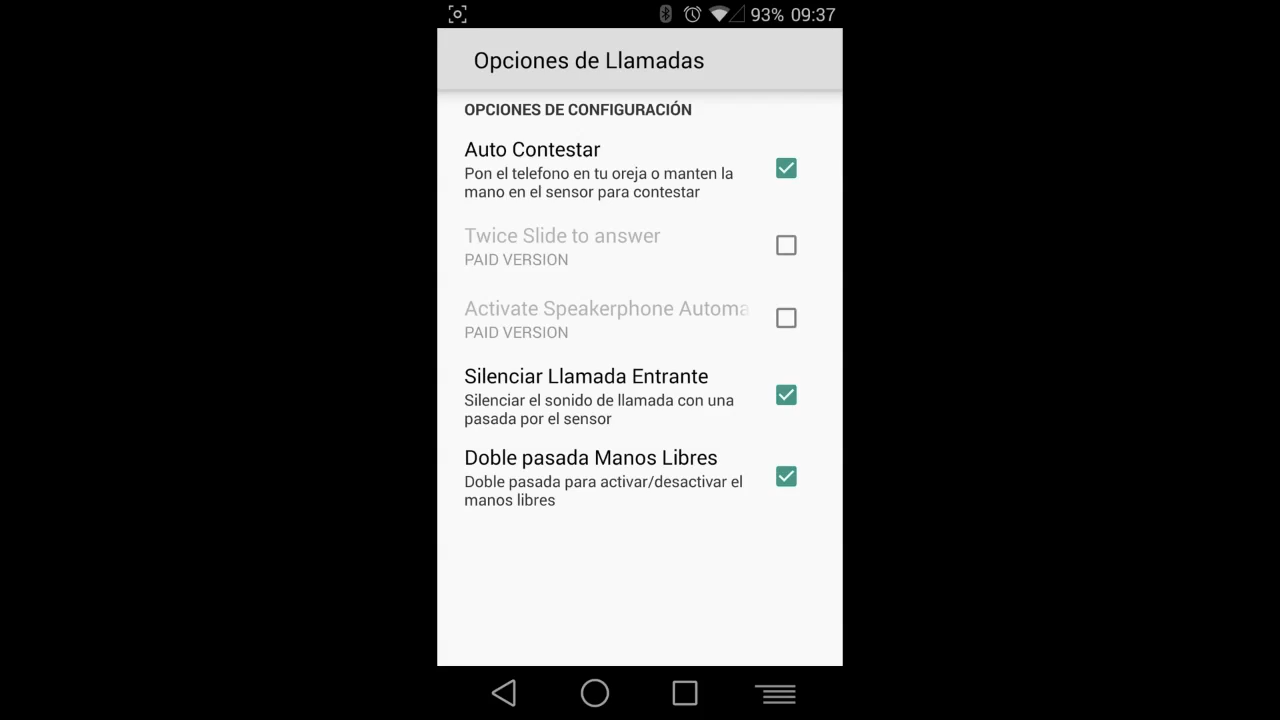 93% 09:37
Opciones de Llamadas
OPCIONES DE CONFIGURACIÓN
Auto Contestar
Pon el telefono en tu oreja o manten la
mano en el sensor para contestar
Twice Slide to answer
PAID VERSION
Activate Speakerphone Automa
PAID VERSION
Silenciar Llamada Entrante
Silenciar el sonido de llamada con una
pasada por el sensor
Doble pasada Manos Libres
Doble pasada para activar/desactivar el
manos libres